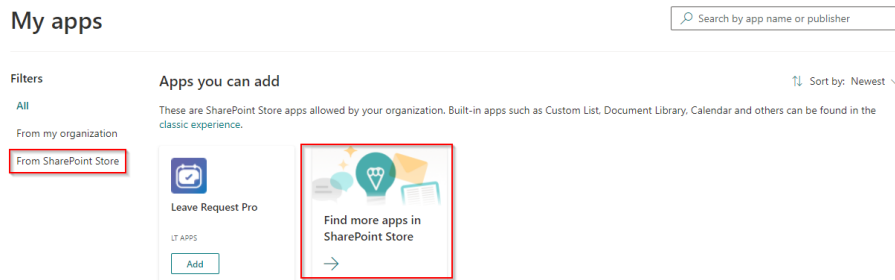 My apps
Search by app name or publisher
Filters
All
From my organization
From SharePoint Store
Apps you can add
Sort by: Newest
These are SharePoint Store apps allowed by your organization. Built-in apps such as Custom List, Document Library, Calendar and others can be found in the
classic experience.
Leave Request Pro
LT APPS
Add
Find more apps in
SharePoint Store